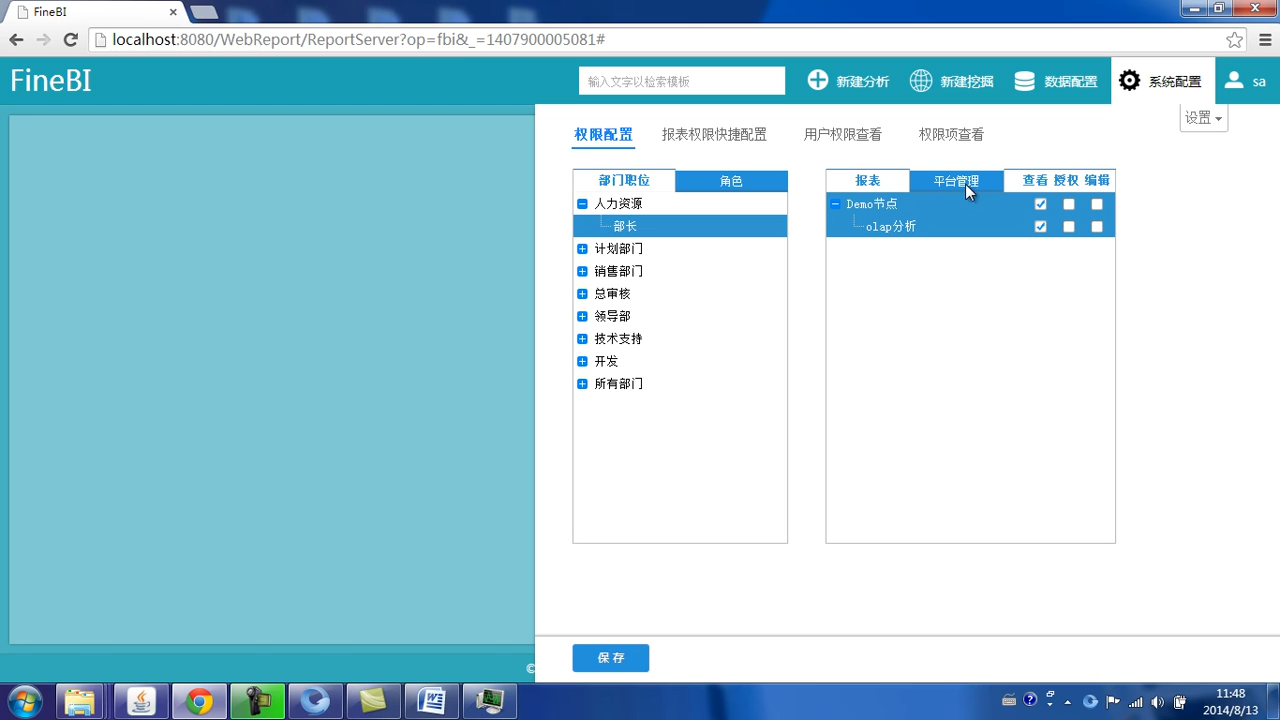 FineBI
localhost:8080/WebReport/ReportServer?op=fbi&_=1407900005081#
FineBI
输入文字以检索模板
新建分析
新建挖掘
数据配置
系统配置
sa
设置
权限配置
报表权限快捷配置
用户权限查看
权限项查看
部门职位
角色
人力资源
部长
计划部门
销售部门
总审核
领导部
技术支持
开发
所有部门
报表
平台管理
查看 授权 编辑
Demo节点
olap分析
保 存
©
11:48
2014/8/13